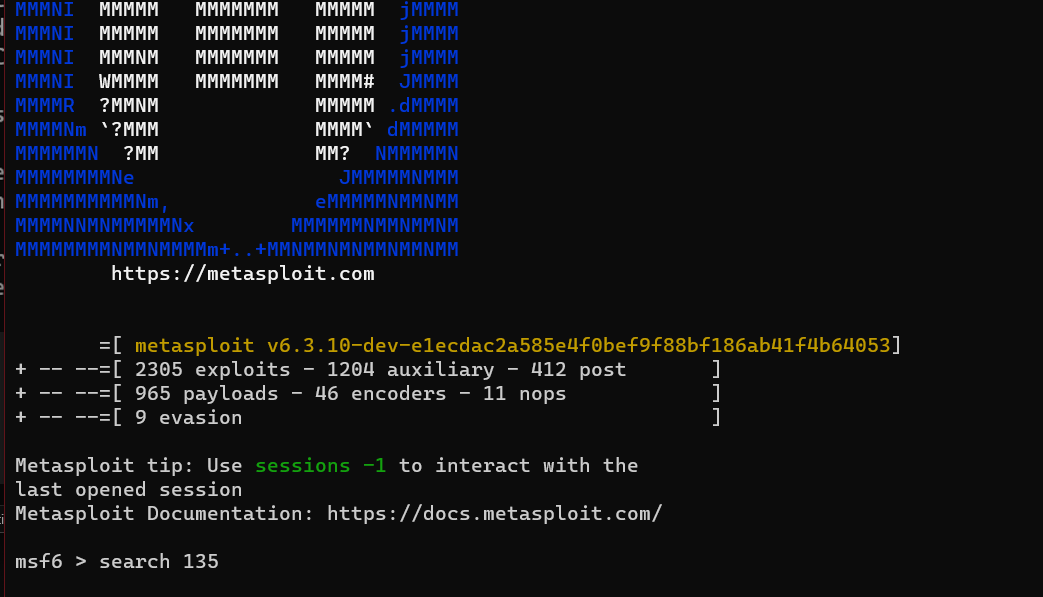 MMMNI  MMMMM   MMMMMMM   MMMMM  jMMMM
MMMNI  MMMMM   MMMMMMM   MMMMM  jMMMM
MMMNI  MMMNM   MMMMMMM   MMMMM  jMMMM
MMMNI  WMMMM   MMMMMMM   MMMM#  JMMMM
MMMMR  ?MMNM             MMMMM .dMMMM
MMMMNm `?MMM             MMMM` dMMMMM
MMMMMMN  ?MM             MM?  NMMMMMN
MMMMMMMMNe                 JMMMMMNMMM
MMMMMMMMMMNm,            eMMMMMNMMNMM
MMMMNNMNMMMMMNx        MMMMMMNMMNMMNM
MMMMMMMMNMMNMMMMm+..+MMNMMNMNMMNMMNMM
https://metasploit.com
=[ metasploit v6.3.10-dev-e1ecdac2a585e4f0bef9f88bf186ab41f4b64053]
+ -- --=[ 2305 exploits - 1204 auxiliary - 412 post       ]
+ -- --=[ 965 payloads - 46 encoders - 11 nops            ]
+ -- --=[ 9 evasion                                       ]
Metasploit tip: Use sessions -1 to interact with the
last opened session
Metasploit Documentation: https://docs.metasploit.com/
msf6 > search 135